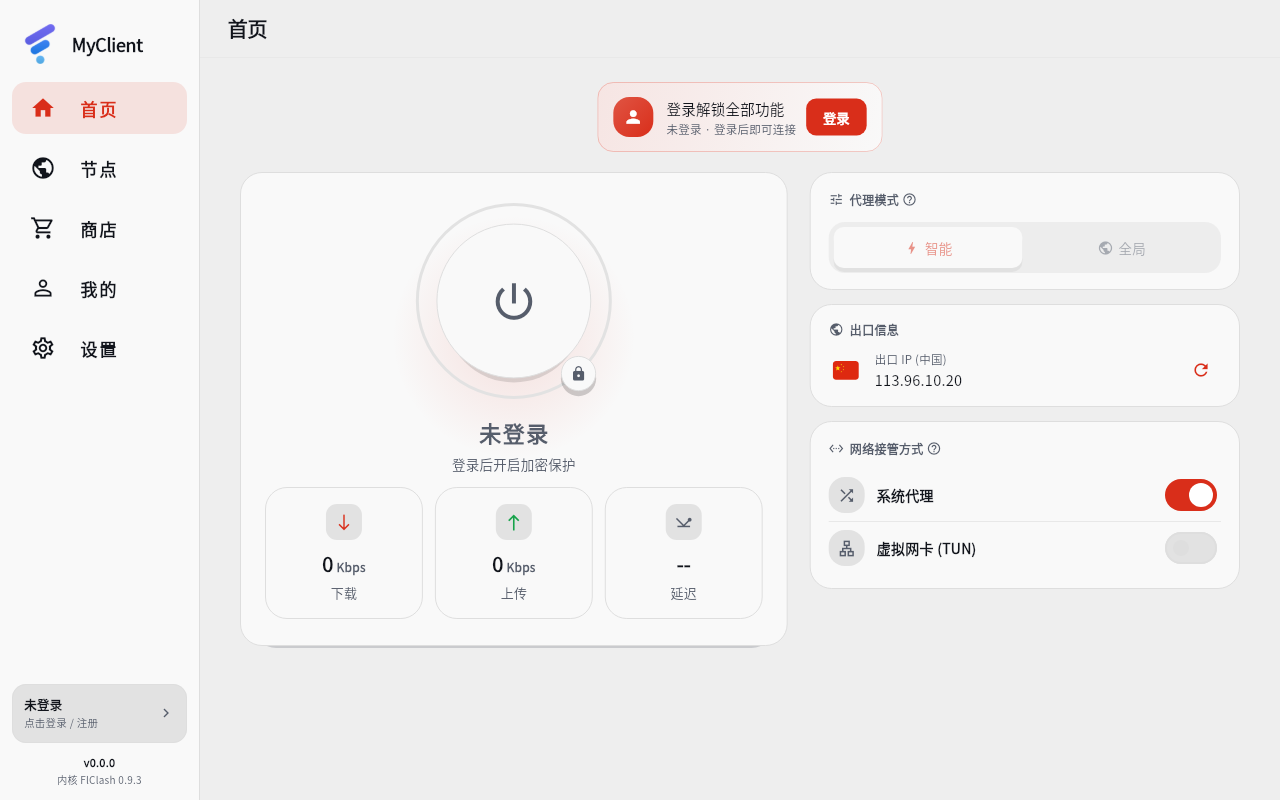 MyClient
首页
节点
商店
我的
设置
未登录
点击登录 / 注册
v0.0.0
内核 FlClash 0.9.3
首页
登录解锁全部功能
未登录 · 登录后即可连接
登录
未登录
登录后开启加密保护
0 Kbps
下载
0 Kbps
上传
--
延迟
代理模式
智能
全局
出口信息
出口 IP (中国)
113.96.10.20
网络接管方式
系统代理
虚拟网卡 (TUN)